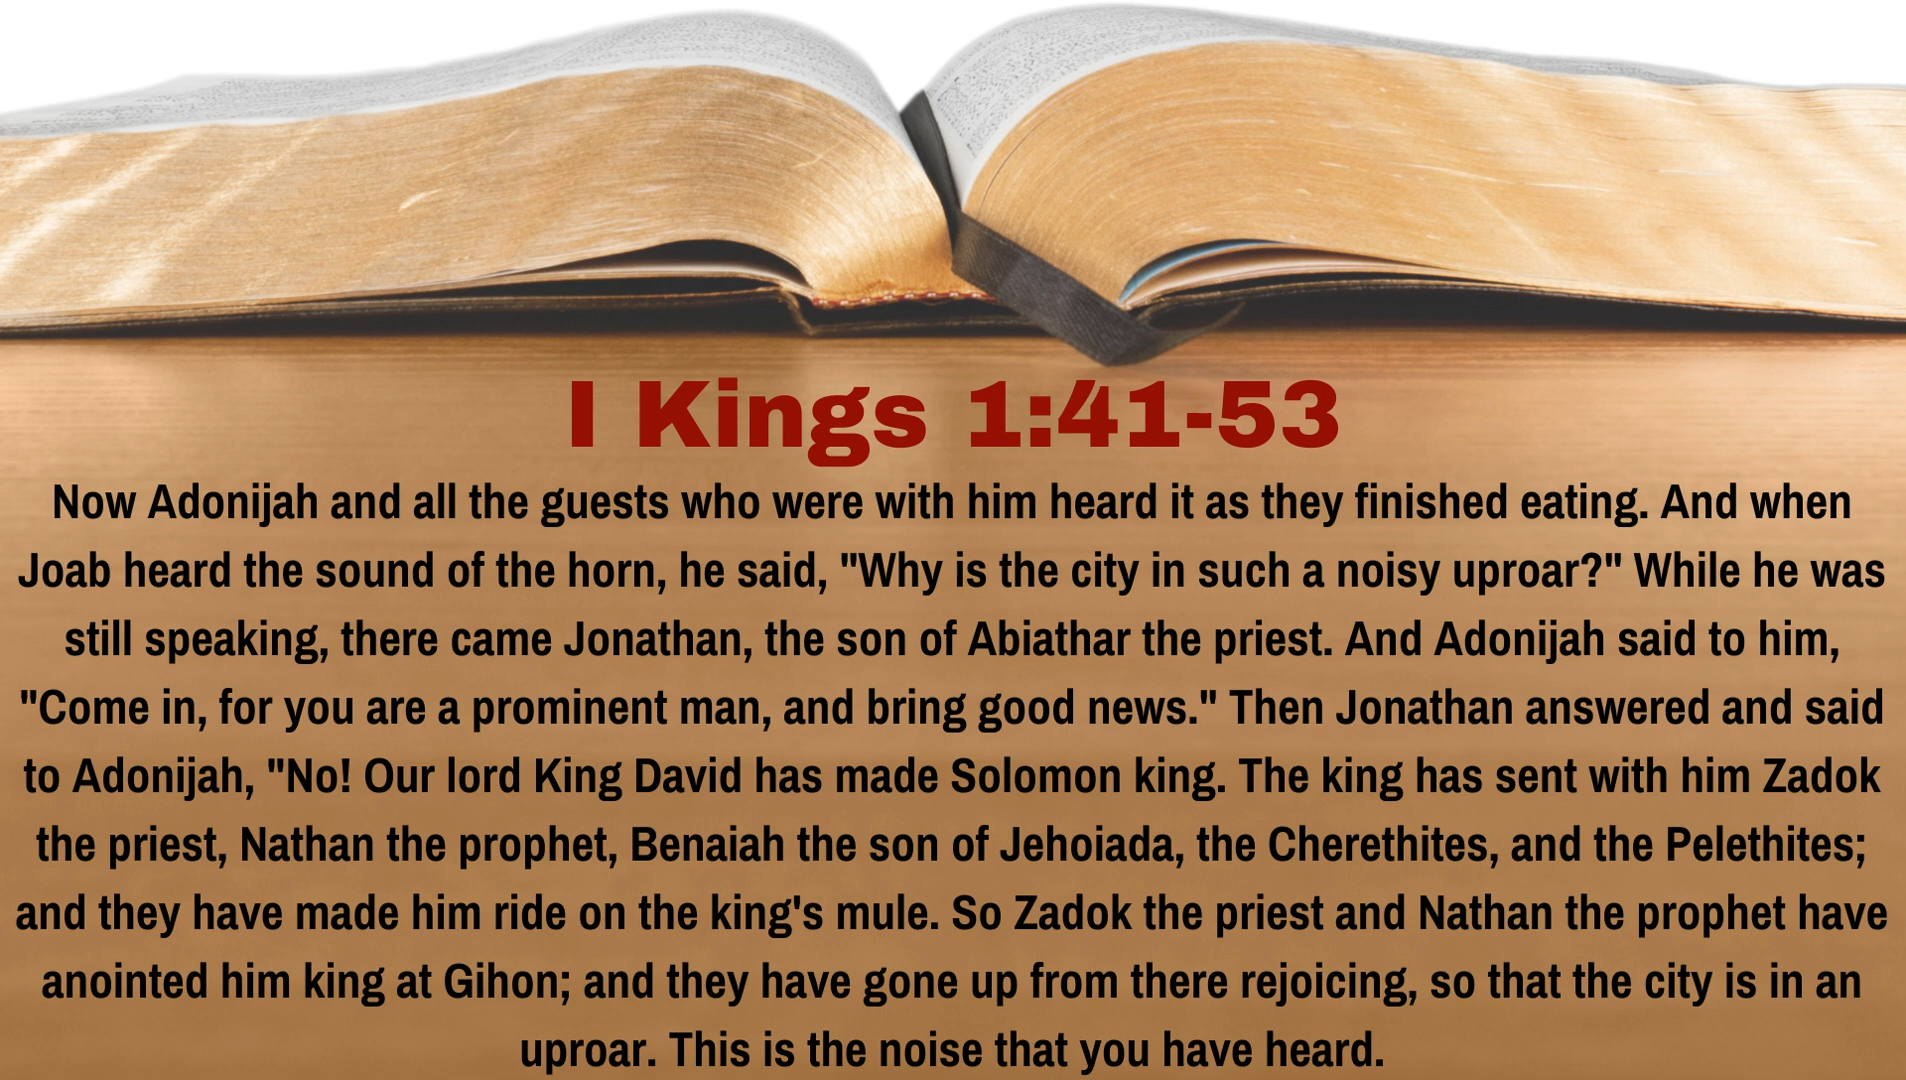 I Kings 1:41-53
Now Adonijah and all the guests who were with him heard it as they finished eating. And when
Joab heard the sound of the horn, he said, "Why is the city in such a noisy uproar?" While he was
still speaking, there came Jonathan, the son of Abiathar the priest. And Adonijah said to him,
"Come in, for you are a prominent man, and bring good news." Then Jonathan answered and said
to Adonijah, "No! Our lord King David has made Solomon king. The king has sent with him Zadok
the priest, Nathan the prophet, Benaiah the son of Jehoiada, the Cherethites, and the Pelethites;
and they have made him ride on the king's mule. So Zadok the priest and Nathan the prophet have
anointed him king at Gihon; and they have gone up from there rejoicing, so that the city is in an
uproar. This is the noise that you have heard.